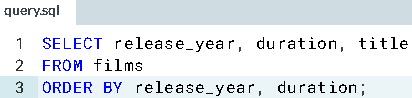 query.sql
1 SELECT release_year, duration, title
2 FROM films
3 ORDER BY release_year, duration;